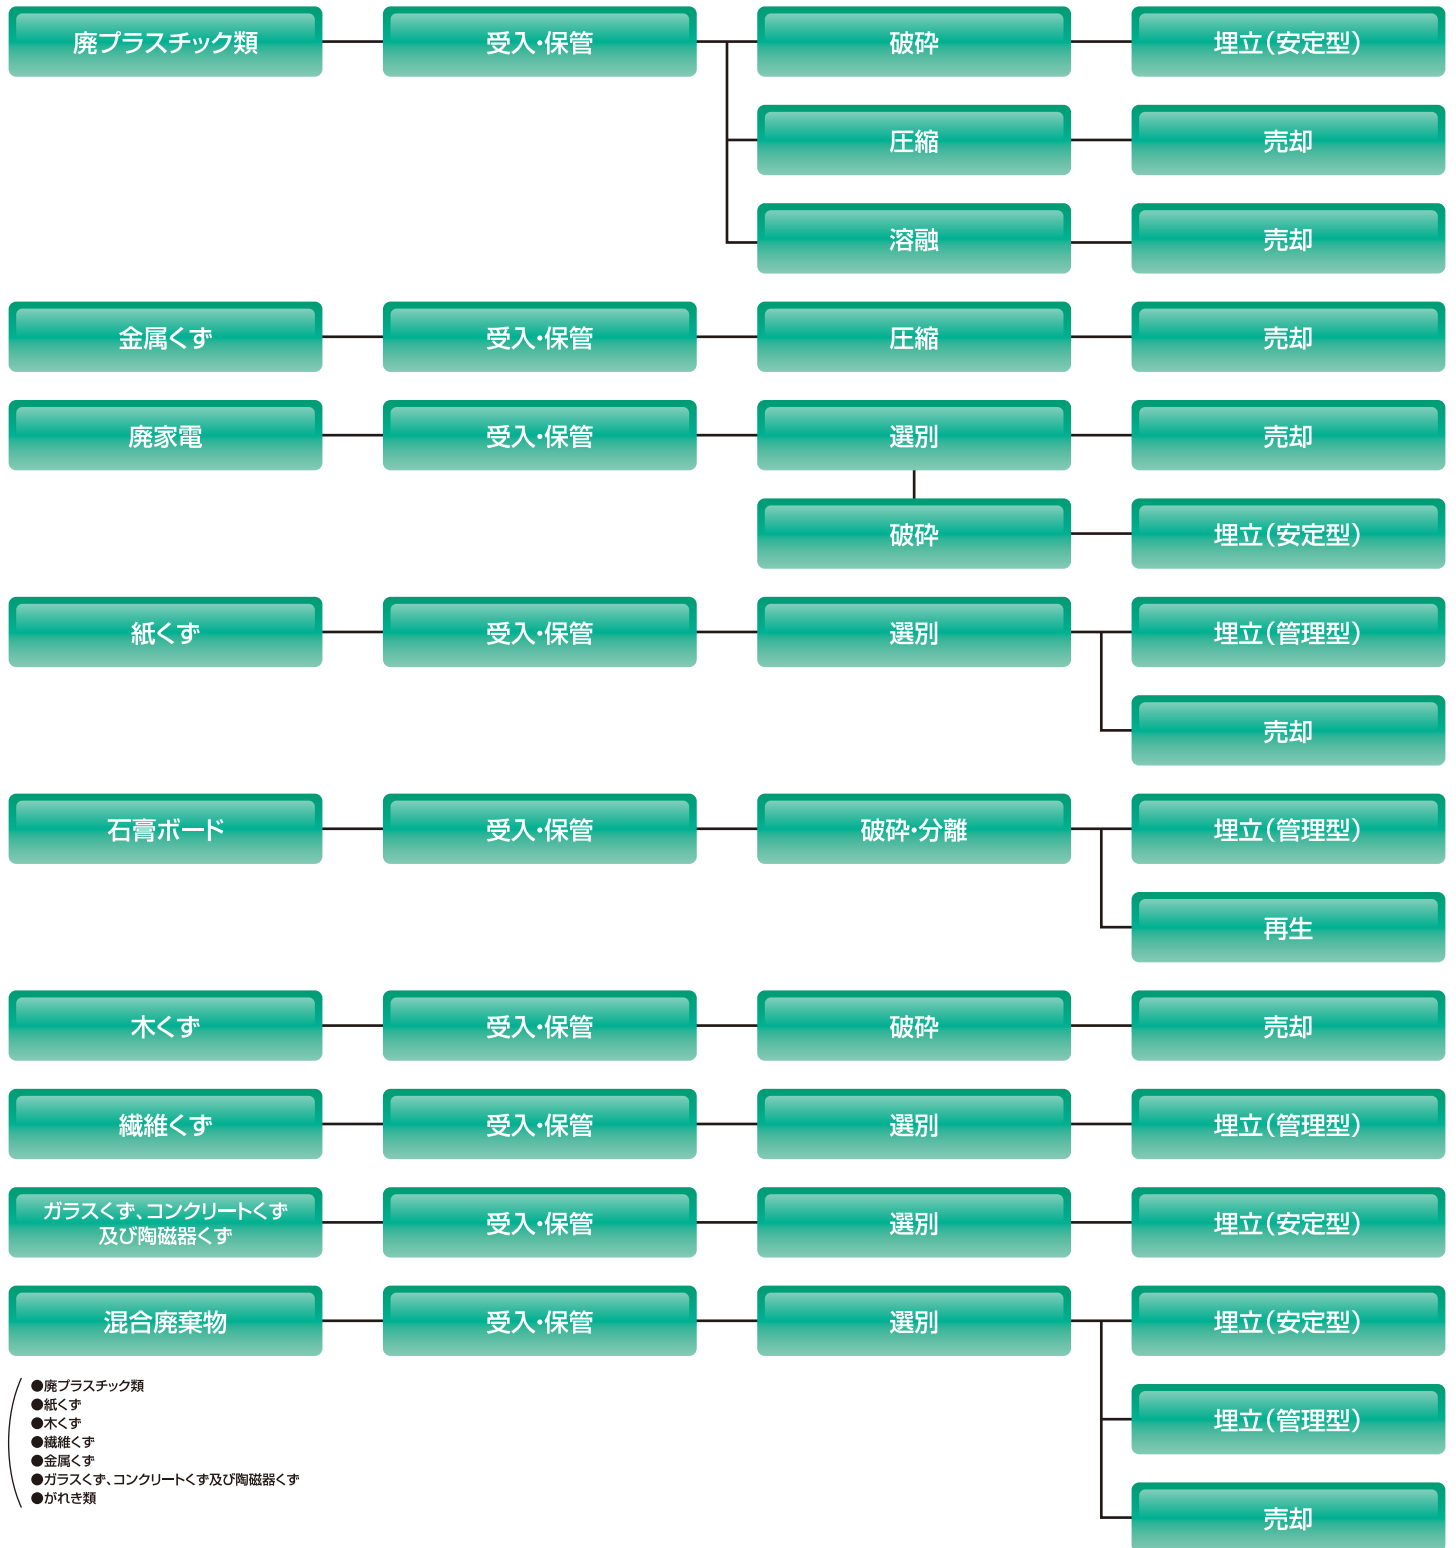 廃プラスチック類
受入・保管
破砕
埋立（安定型）
圧縮
売却
溶融
売却
金属くず
受入・保管
圧縮
売却
廃家電
受入・保管
選別
売却
破砕
埋立（安定型）
紙くず
受入・保管
選別
埋立（管理型）
売却
石膏ボード
受入・保管
破砕・分離
埋立（管理型）
再生
木くず
受入・保管
破砕
売却
繊維くず
受入・保管
選別
埋立（管理型）
ガラスくず、コンクリートくず
及び陶磁器くず
受入・保管
選別
埋立（安定型）
混合廃棄物
受入・保管
選別
埋立（安定型）
埋立（管理型）
売却
●廃プラスチック類
●紙くず
●木くず
●繊維くず
●金属くず
●ガラスくず、コンクリートくず及び陶磁器くず
●がれき類